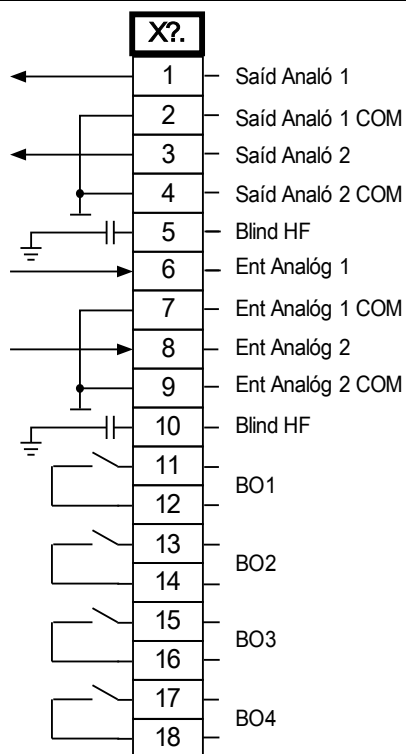 X?.
1 Saíd Analó 1
2 Saíd Analó 1 COM
3 Saíd Analó 2
4 Saíd Analó 2 COM
5 Blind HF
6 Ent Analóg 1
7 Ent Analóg 1 COM
8 Ent Analóg 2
9 Ent Analóg 2 COM
10 Blind HF
11
BO1
12
13
BO2
14
15
BO3
16
17
BO4
18